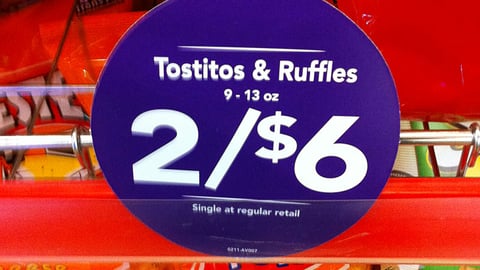 Tostitos & Ruffles
9 - 13 oz
2/$6
Single at regular retail
0211-AV007